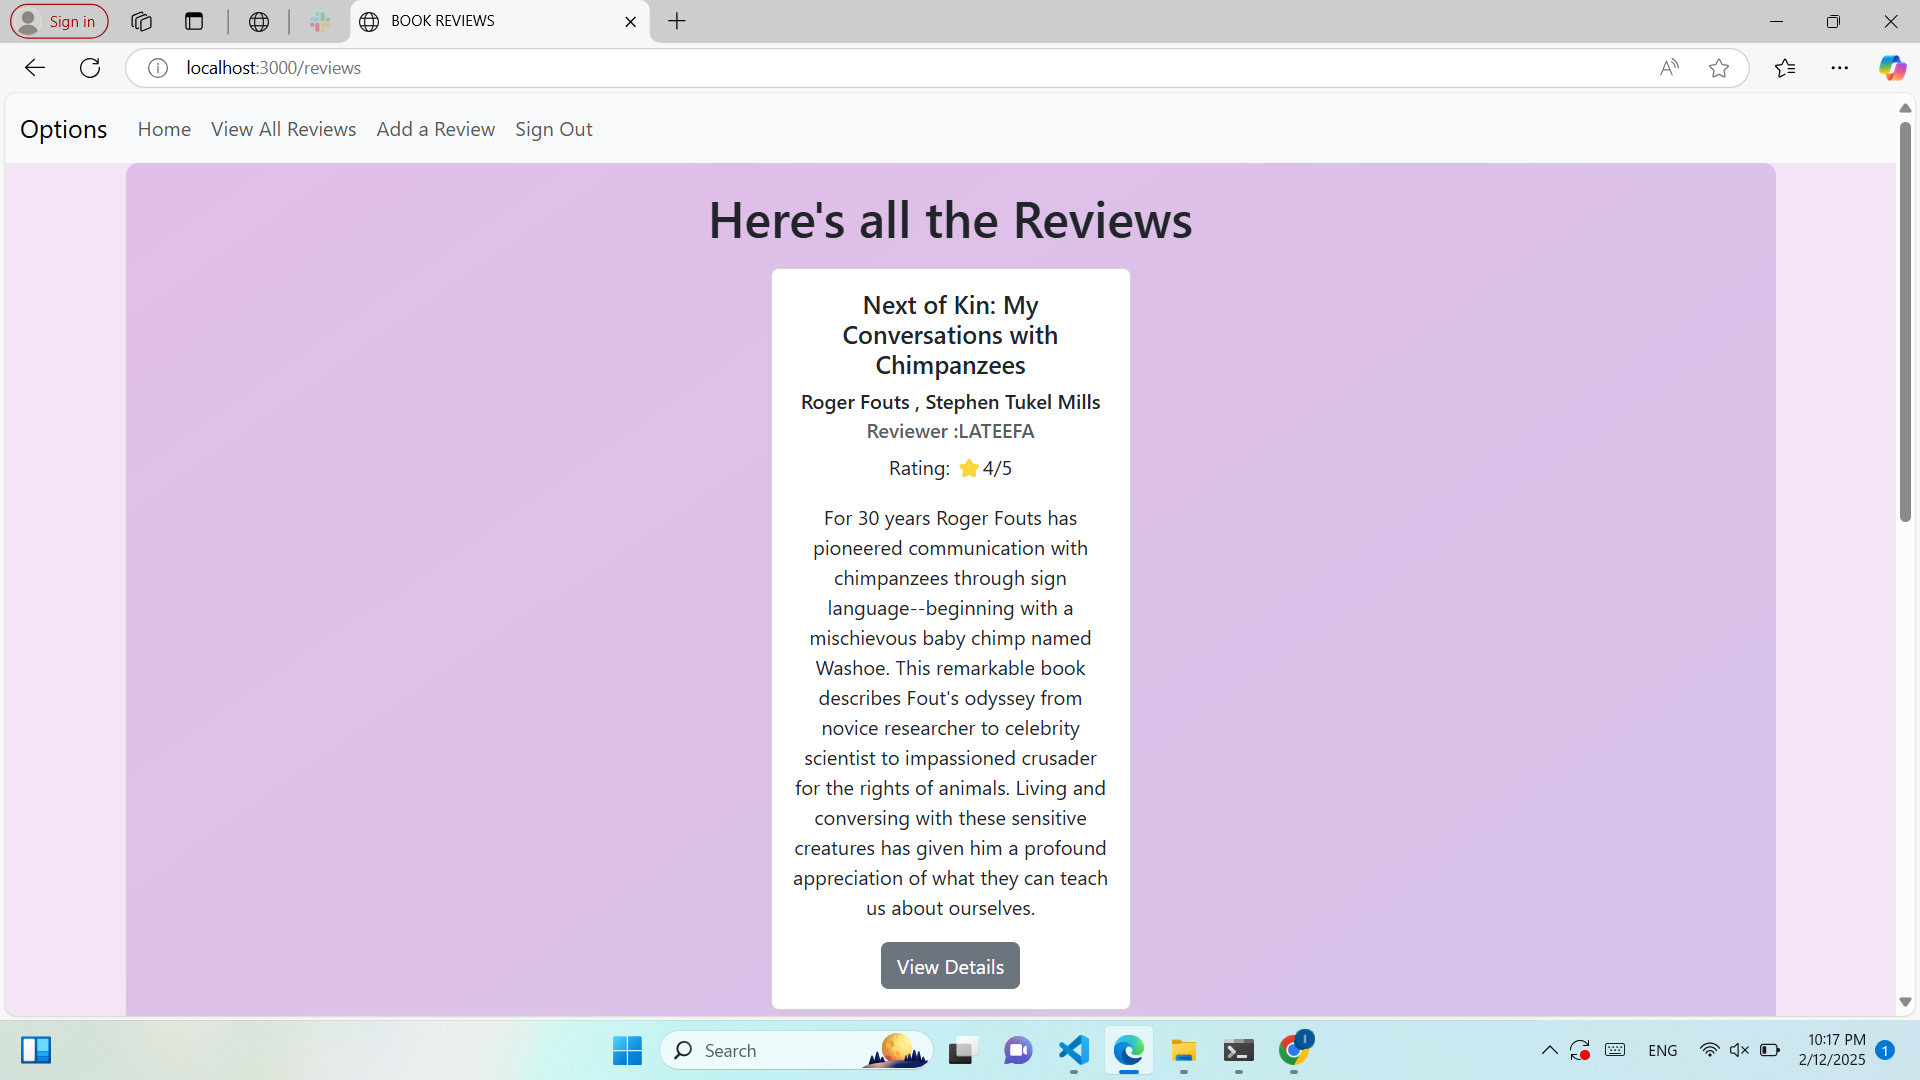 Sign in
BOOK REVIEWS
localhost:3000/reviews
Options Home View All Reviews Add a Review Sign Out
Here's all the Reviews
Next of Kin: My
Conversations with
Chimpanzees
Roger Fouts , Stephen Tukel Mills
Reviewer :LATEEFA
Rating: 4/5
For 30 years Roger Fouts has
pioneered communication with
chimpanzees through sign
language--beginning with a
mischievous baby chimp named
Washoe. This remarkable book
describes Fout's odyssey from
novice researcher to celebrity
scientist to impassioned crusader
for the rights of animals. Living and
conversing with these sensitive
creatures has given him a profound
appreciation of what they can teach
us about ourselves.
View Details
Search
I
ENG
10:17 PM
2/12/2025
1